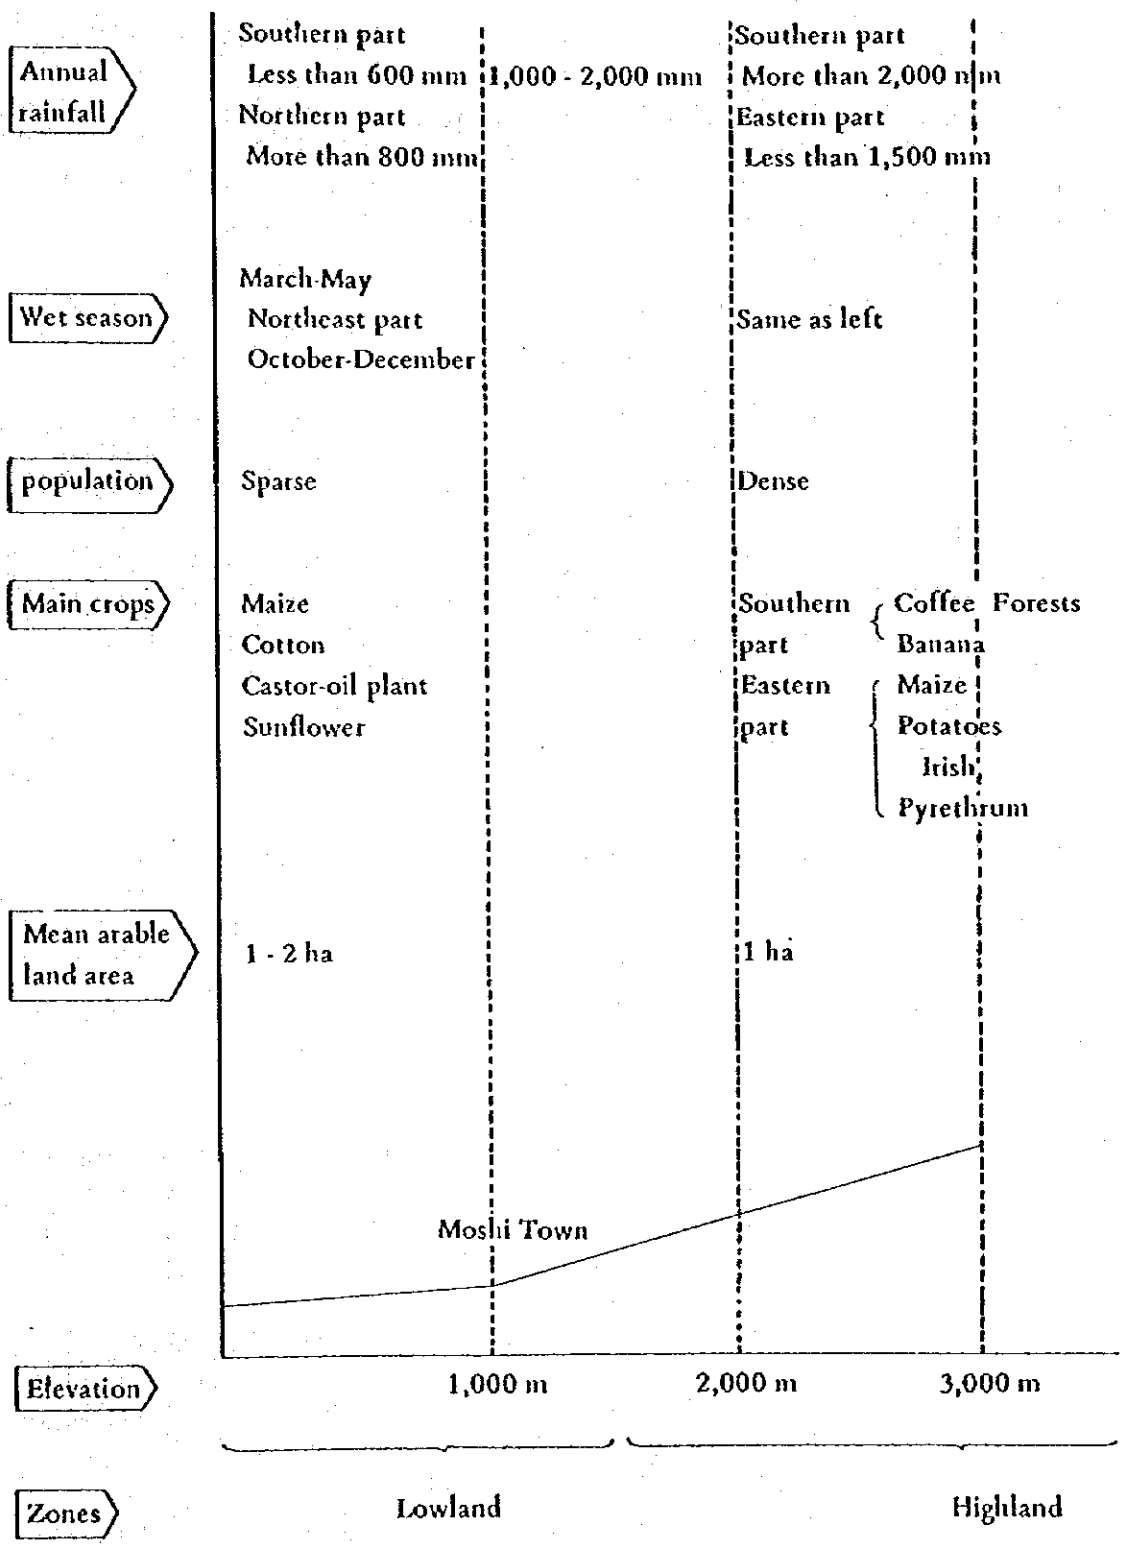 Annual
rainfall
Southern part
Less than 600 mm
Northern part
More than 800 mm
1,000 - 2,000 mm
Southern part
More than 2,000 mm
Eastern part
Less than 1,500 mm
Wet season
March-May
Northeast part
October-December
Same as left
population
Sparse
Dense
Main crops
Maize
Cotton
Castor-oil plant
Sunflower
Southern
part
Coffee Forests
Banana
Eastern
part
Maize
Potatoes
Irish
Pyrethrum
Mean arable
land area
1 - 2 ha
1 ha
Moshi Town
Elevation
1,000 m
2,000 m
3,000 m
Zones
Lowland
Highland